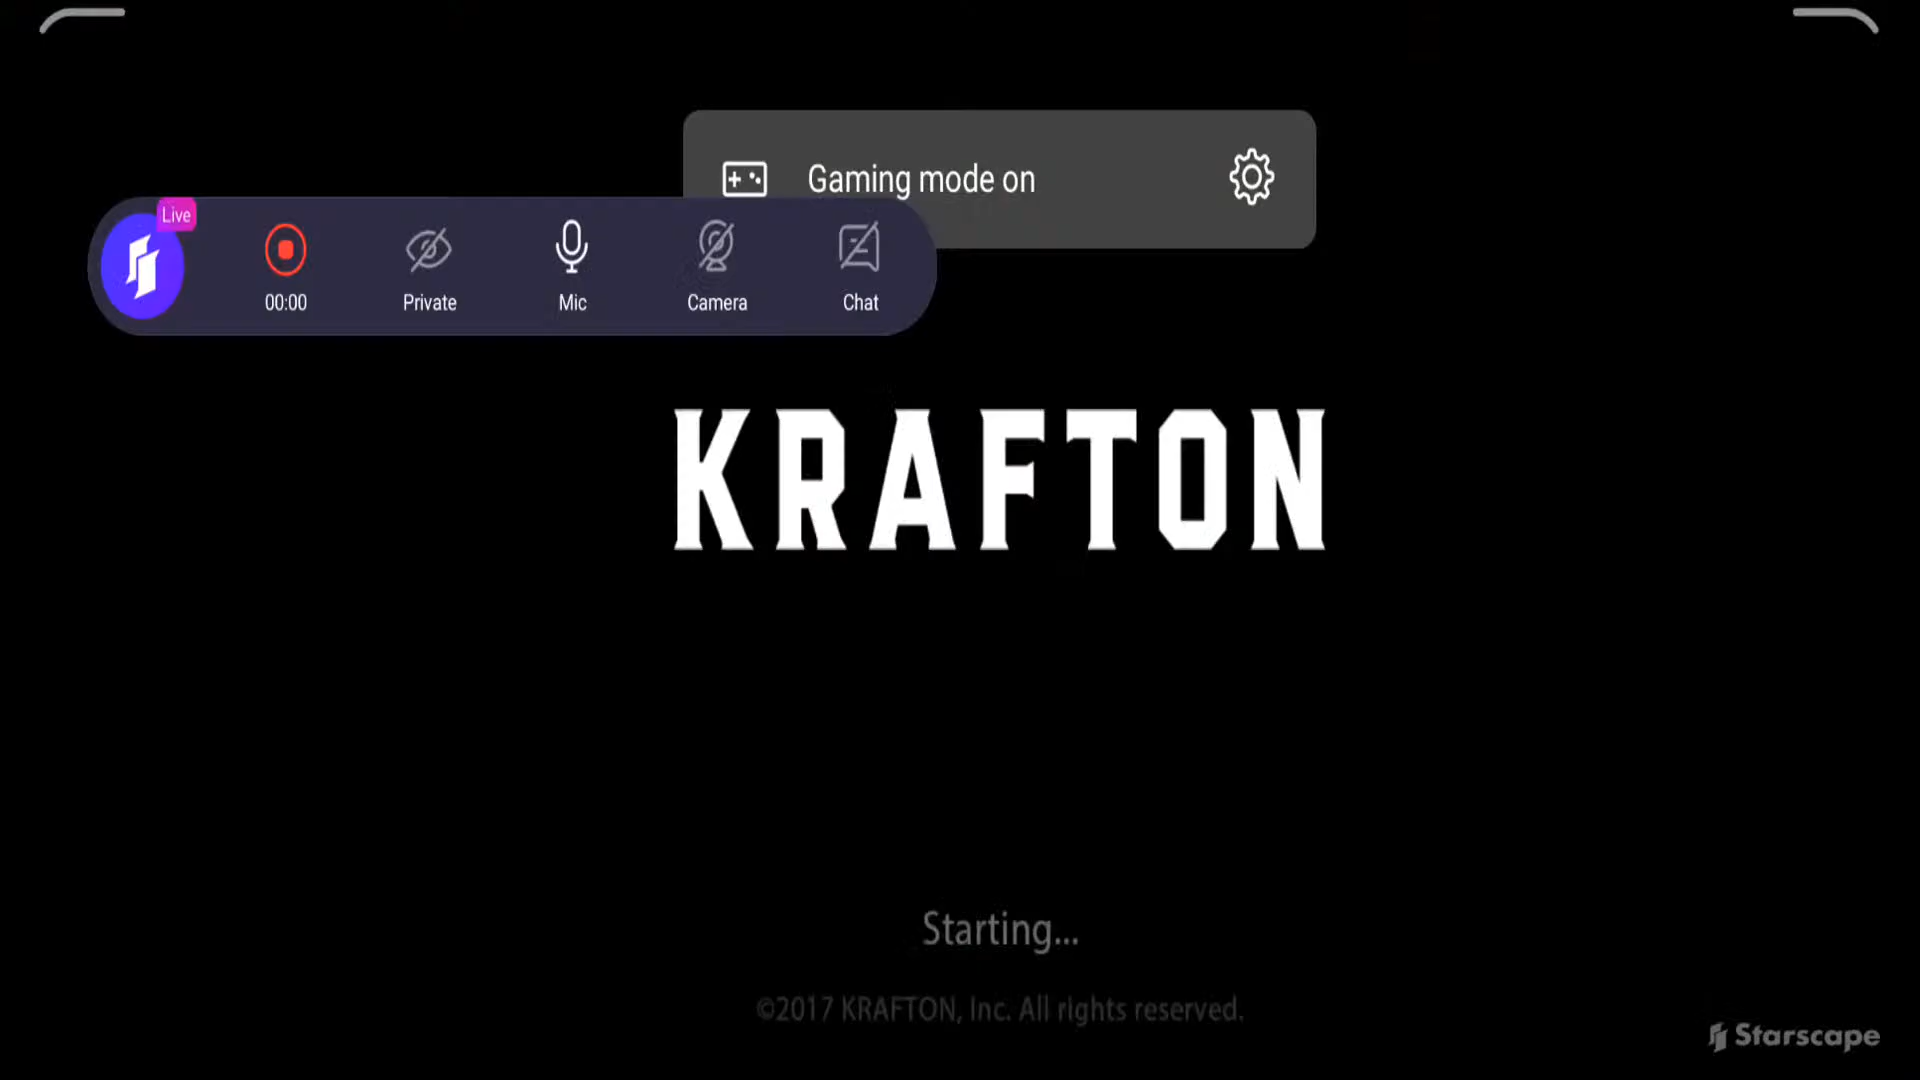 Gaming mode on
Live
00:00
Private
Mic
Camera
Chat
KRAFTON
Starting...
©2017 KRAFTON, Inc. All rights reserved.
Starscape